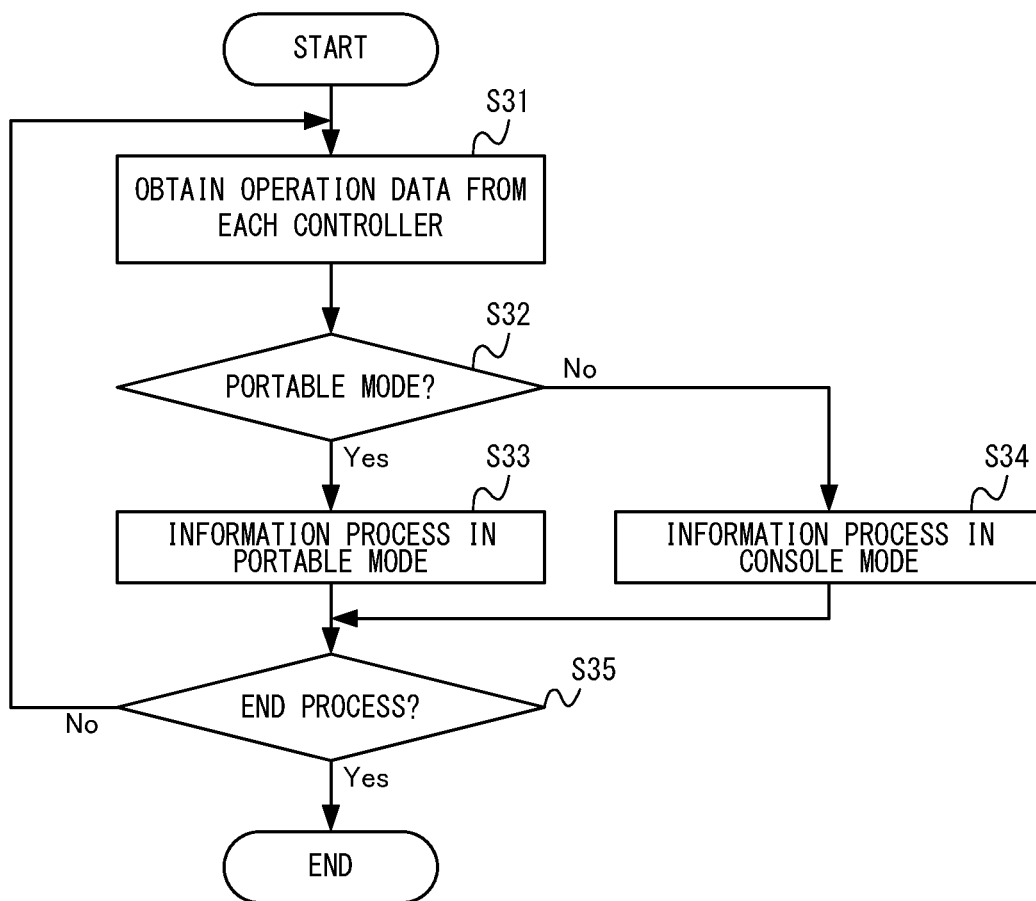 START
S31
OBTAIN OPERATION DATA FROM
EACH CONTROLLER
S32
PORTABLE MODE?
No
Yes
S33
INFORMATION PROCESS IN
PORTABLE MODE
S34
INFORMATION PROCESS IN
CONSOLE MODE
S35
END PROCESS?
No
Yes
END